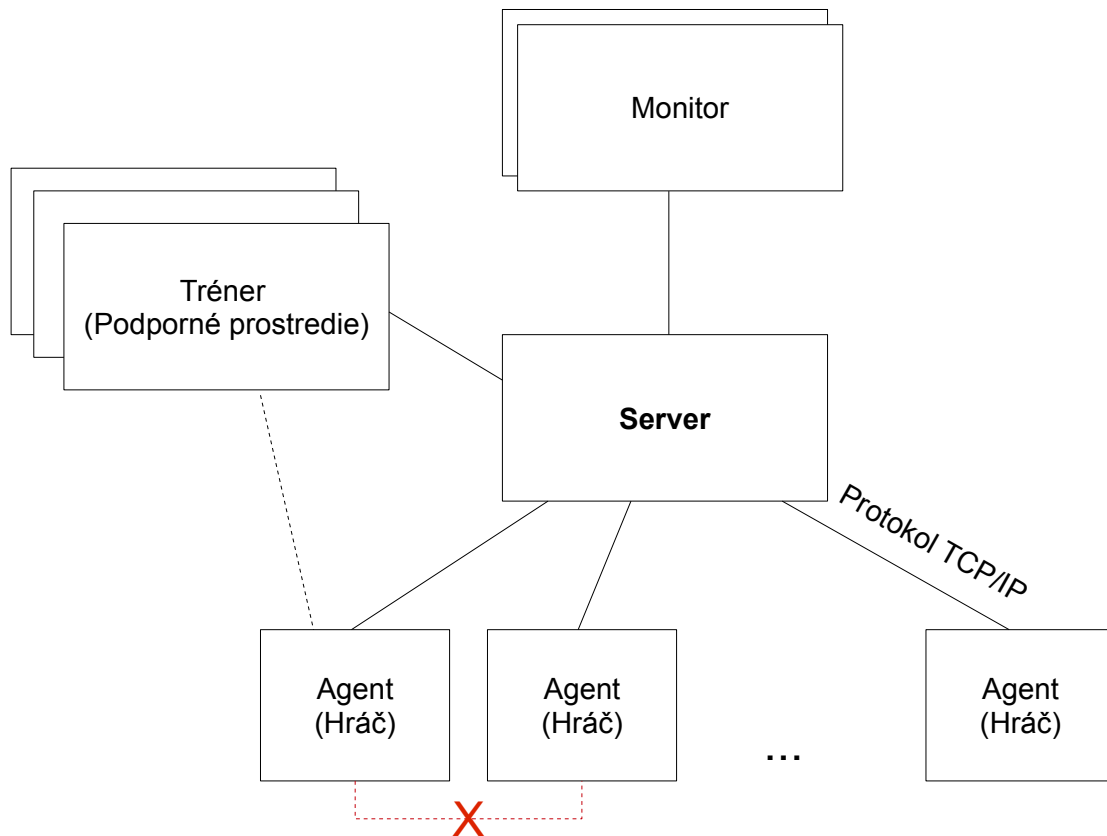 Monitor
Tréner
(Podporné prostredie)
Server
Protokol TCP/IP
Agent
(Hráč)
Agent
(Hráč)
...
Agent
(Hráč)
X